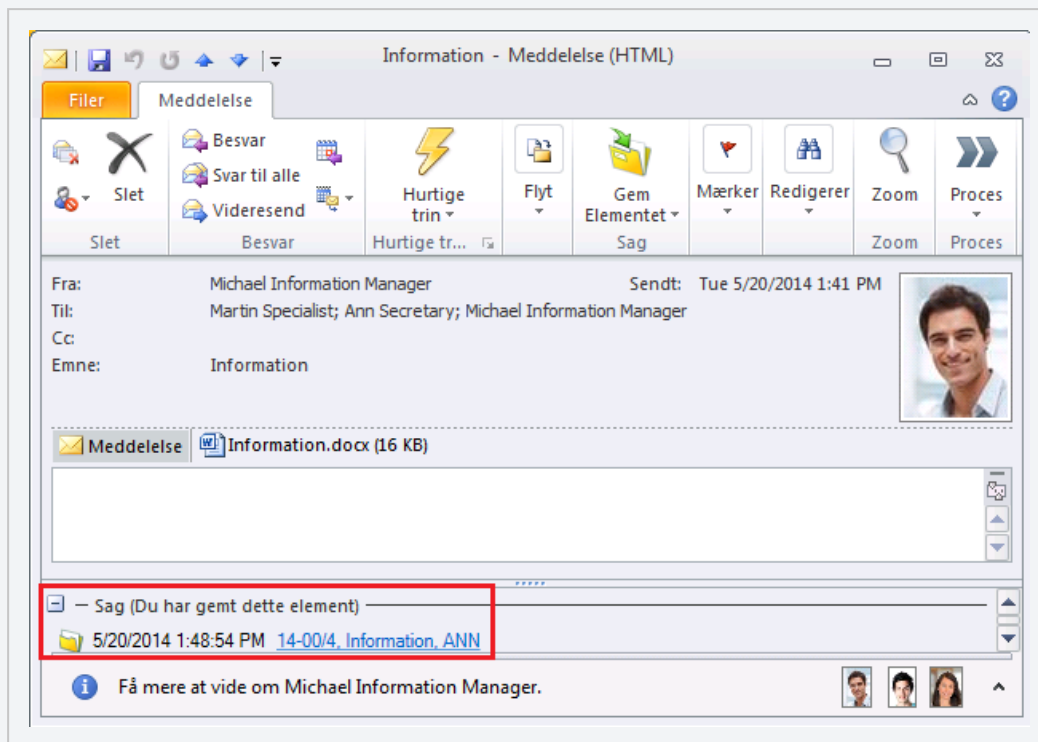 Information - Meddelelse (HTML)
Filer Meddelelse
Slet
Besvar
Svar til alle
Videresend
Hurtige trin
Flyt
Gem Elementet
Mærker
Redigerer
Zoom
Proces
Slet Besvar Hurtige tr... Sag Zoom Proces
Fra: Michael Information Manager Sendt: Tue 5/20/2014 1:41 PM
Til: Martin Specialist; Ann Secretary; Michael Information Manager
Cc:
Emne: Information
Meddelelse Information.docx (16 KB)
Sag (Du har gemt dette element)
5/20/2014 1:48:54 PM 14-00/4, Information, ANN
Få mere at vide om Michael Information Manager.